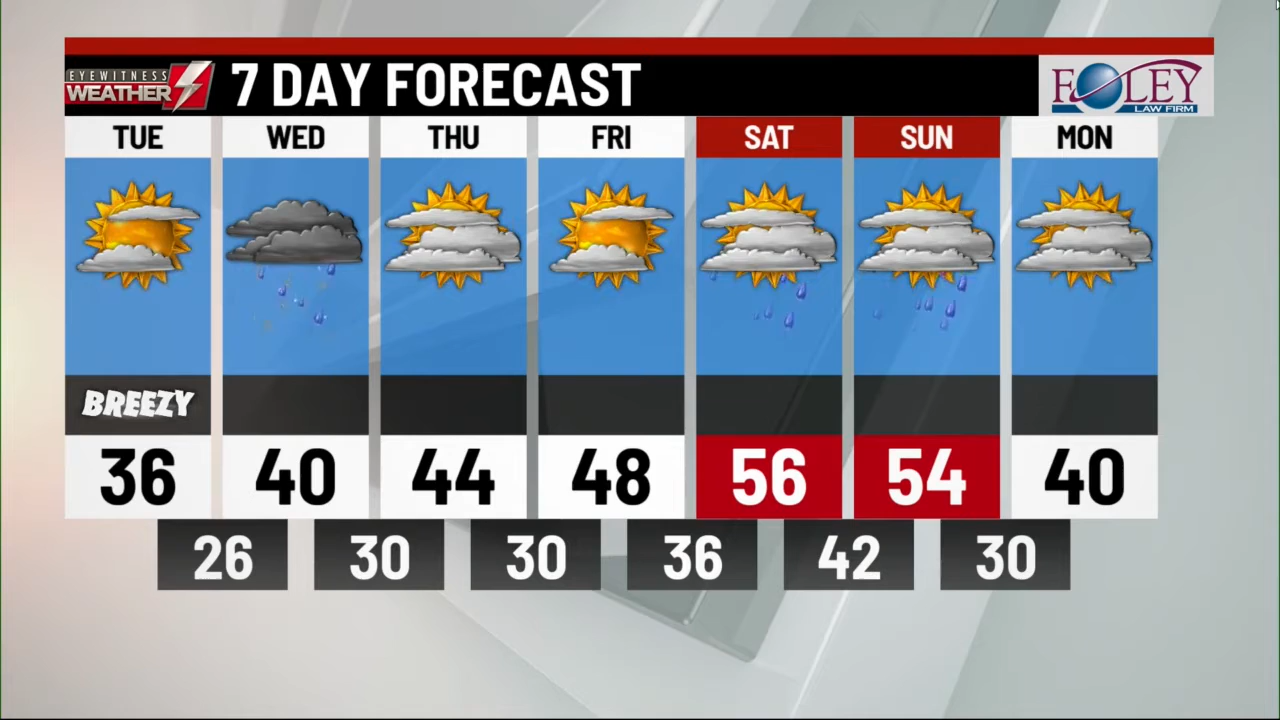 EYEWITNESS
WEATHER
7 DAY FORECAST
FOLEY
LAW FIRM
TUE WED THU FRI SAT SUN MON
BREEZY
36 40 44 48 56 54 40
26 30 30 36 42 30